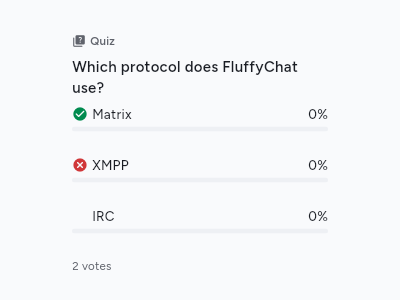 Quiz
Which protocol does FluffyChat
use?
Matrix 0%
XMPP 0%
IRC 0%
2 votes